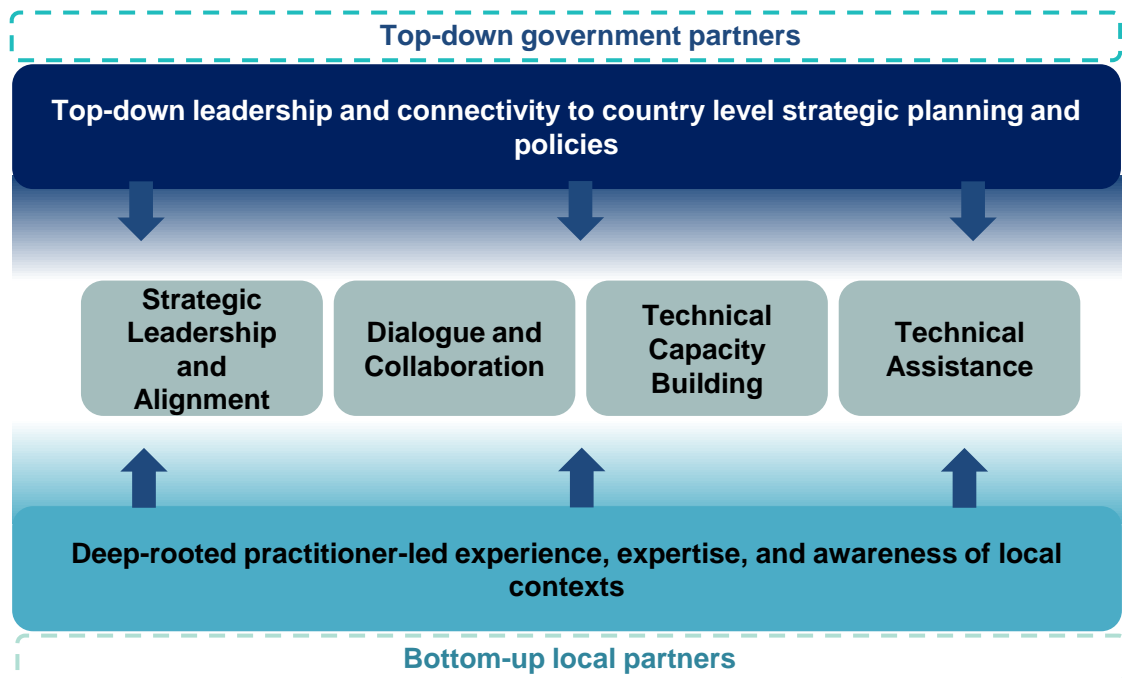 Top-down government partners
Top-down leadership and connectivity to country level strategic planning and
policies
Strategic
Leadership
and
Alignment
Dialogue and
Collaboration
Technical
Capacity
Building
Technical
Assistance
Deep-rooted practitioner-led experience, expertise, and awareness of local
contexts
Bottom-up local partners